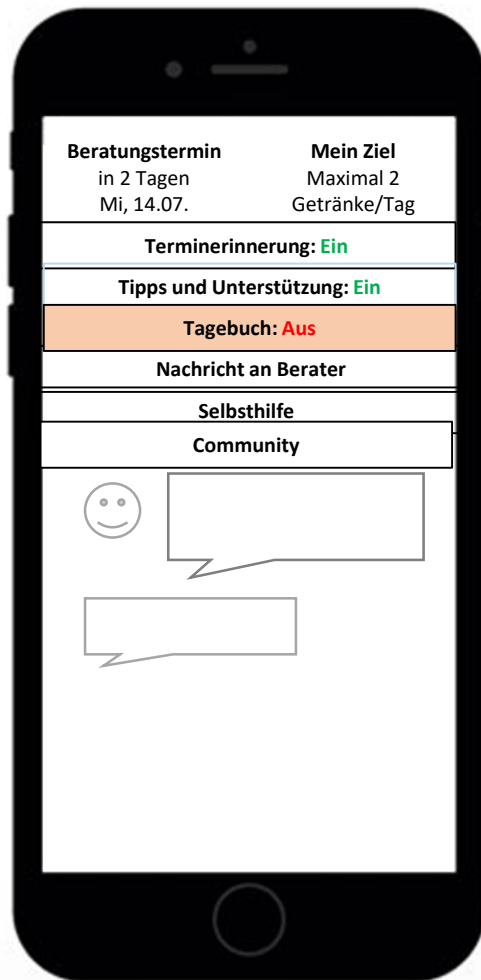 Beratungstermin
in 2 Tagen
Mi, 14.07.
Mein Ziel
Maximal 2
Getränke/Tag
Terminerinnerung: Ein
Tipps und Unterstützung: Ein
Tagebuch: Aus
Nachricht an Berater
Selbsthilfe
Community